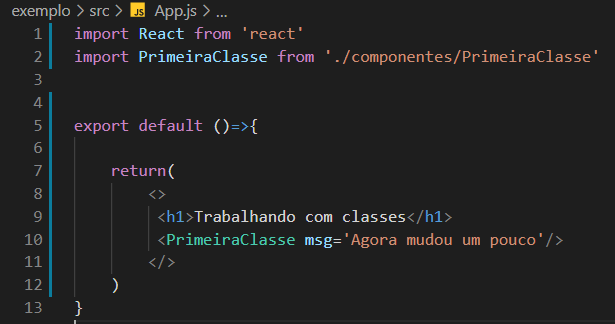 exemplo > src > JS App.js > ...
1 import React from 'react'
2 import PrimeiraClasse from './componentes/PrimeiraClasse'
3
4
5 export default ()=>{
6
7 return(
8 <>
9 <h1>Trabalhando com classes</h1>
10 <PrimeiraClasse msg='Agora mudou um pouco'/>
11 </>
12 )
13 }